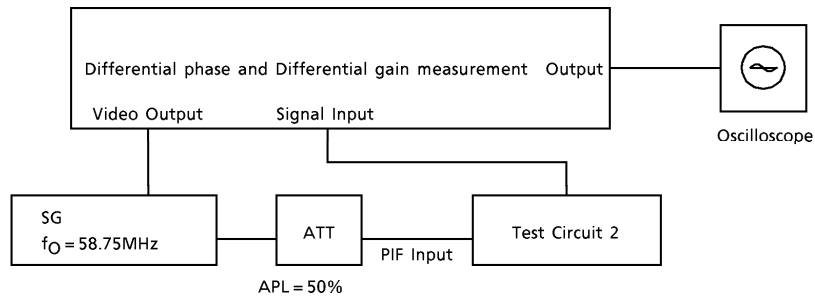 Differential phase and Differential gain measurement Output
Video Output Signal Input
Oscilloscope
SG
fO = 58.75MHz
ATT
PIF Input
Test Circuit 2
APL = 50%